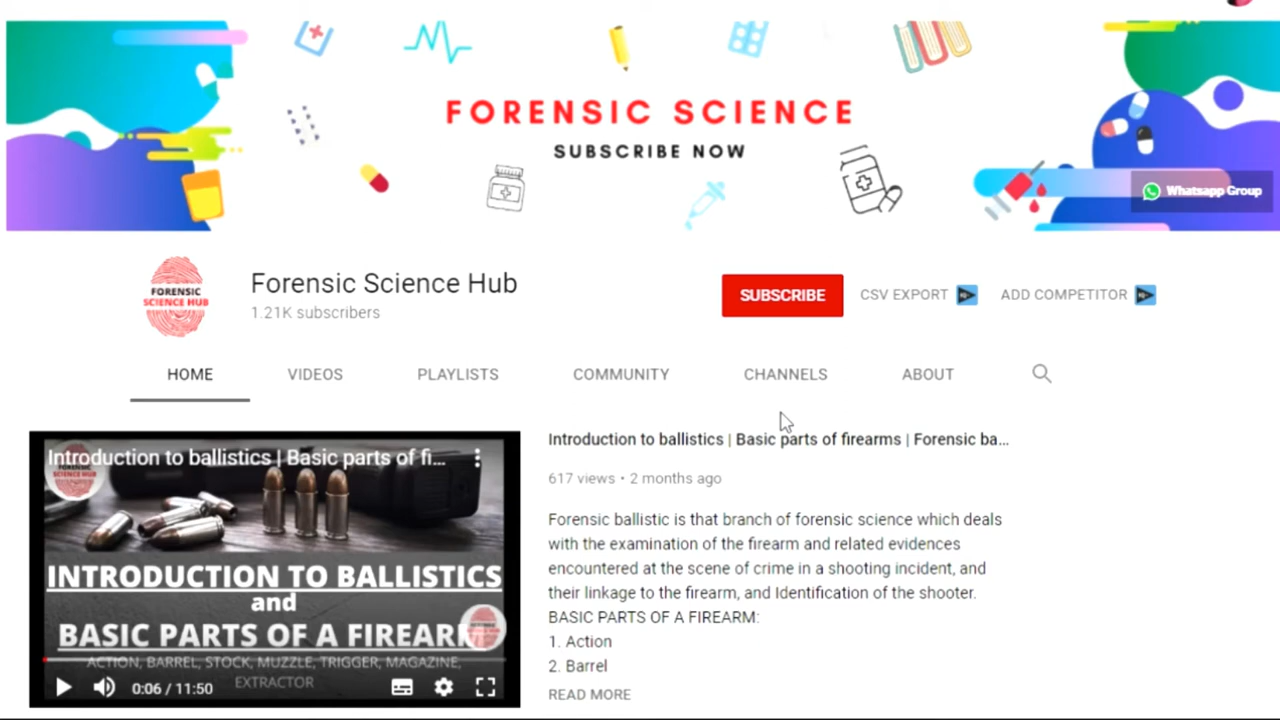 FORENSIC SCIENCE
SUBSCRIBE NOW
Whatsapp Group
FORENSIC
SCIENCE HUB
Forensic Science Hub
1.21K subscribers
SUBSCRIBE
CSV EXPORT
ADD COMPETITOR
HOME
VIDEOS
PLAYLISTS
COMMUNITY
CHANNELS
ABOUT
Introduction to ballistics | Basic parts of fi...
INTRODUCTION TO BALLISTICS
and
BASIC PARTS OF A FIREARM
ACTION, BARREL, STOCK, MUZZLE, TRIGGER, MAGAZINE,
EXTRACTOR
0:06 / 11:50
Introduction to ballistics | Basic parts of firearms | Forensic ba...
617 views • 2 months ago
Forensic ballistic is that branch of forensic science which deals
with the examination of the firearm and related evidences
encountered at the scene of crime in a shooting incident, and
their linkage to the firearm, and Identification of the shooter.
BASIC PARTS OF A FIREARM:
1. Action
2. Barrel
READ MORE